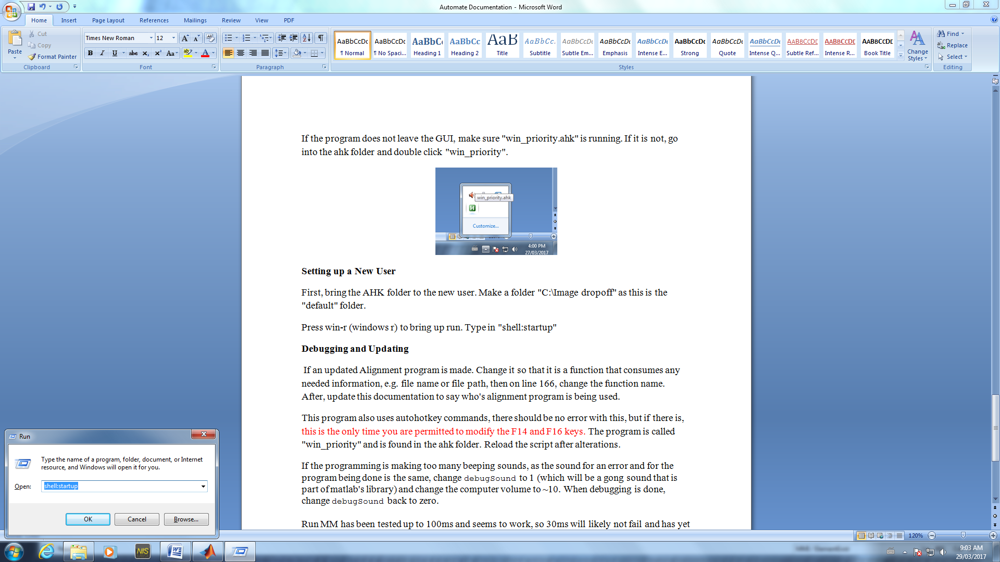 Automate Documentation - Microsoft Word
Home Insert Page Layout References Mailings Review View PDF
Paste
Cut
Copy
Format Painter
Clipboard
Times New Roman 12
Font
Paragraph
AaBbCcDc AaBbCcDc AaBbC AaBbCc AaB AaBbCc. AaBbCcDc AaBbCcDc AaBbCcDc AaBbCcDc AaBbCcDc AaBbCcDc AABBCCDE AABBCCDE AABBCCDE
¶ Normal ¶ No Spaci... Heading 1 Heading 2 Title Subtitle Subtle Em... Emphasis Intense E... Strong Quote Intense Q... Subtle Ref... Intense R... Book Title
Change Styles
Styles
Find
Replace
Select
Editing
If the program does not leave the GUI, make sure "win_priority.ahk" is running. If it is not, go
into the ahk folder and double click "win_priority".
win_priority.ahk
Customize...
4:00 PM
27/03/2017
Setting up a New User
First, bring the AHK folder to the new user. Make a folder "C:\Image dropoff" as this is the
"default" folder.
Press win-r (windows r) to bring up run. Type in "shell:startup"
Debugging and Updating
If an updated Alignment program is made. Change it so that it is a function that consumes any
needed information, e.g. file name or file path, then on line 166, change the function name.
After, update this documentation to say who's alignment program is being used.
This program also uses autohotkey commands, there should be no error with this, but if there is,
this is the only time you are permitted to modify the F14 and F16 keys. The program is called
"win_priority" and is found in the ahk folder. Reload the script after alterations.
If the programming is making too many beeping sounds, as the sound for an error and for the
program being done is the same, change debugSound to 1 (which will be a gong sound that is
part of matlab's library) and change the computer volume to ~10. When debugging is done,
change debugSound back to zero.
Run MM has been tested up to 100ms and seems to work, so 30ms will likely not fail and has yet
Run
Type the name of a program, folder, document, or Internet
resource, and Windows will open it for you.
Open: shell:startup
OK Cancel Browse...
120%
NIS
9:03 AM
29/03/2017